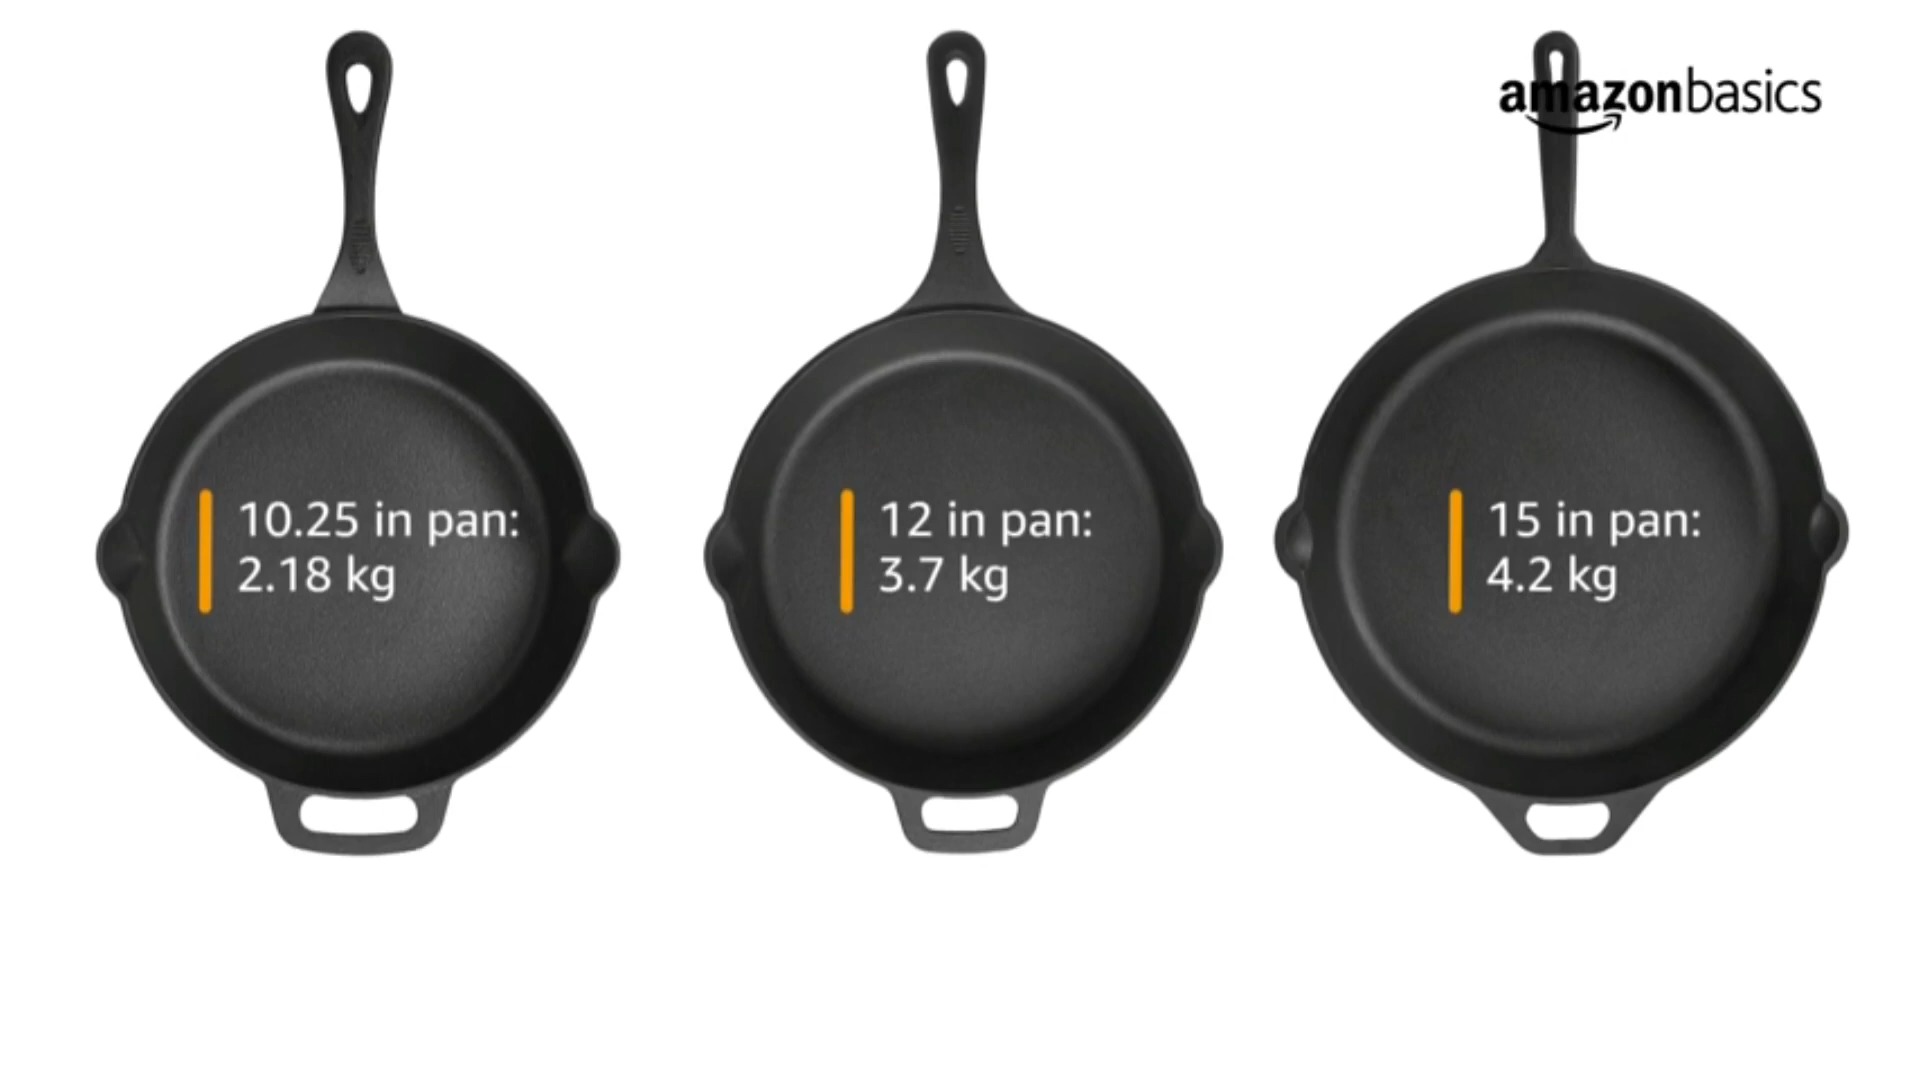 amazonbasics
10.25 in pan:
2.18 kg
12 in pan:
3.7 kg
15 in pan:
4.2 kg